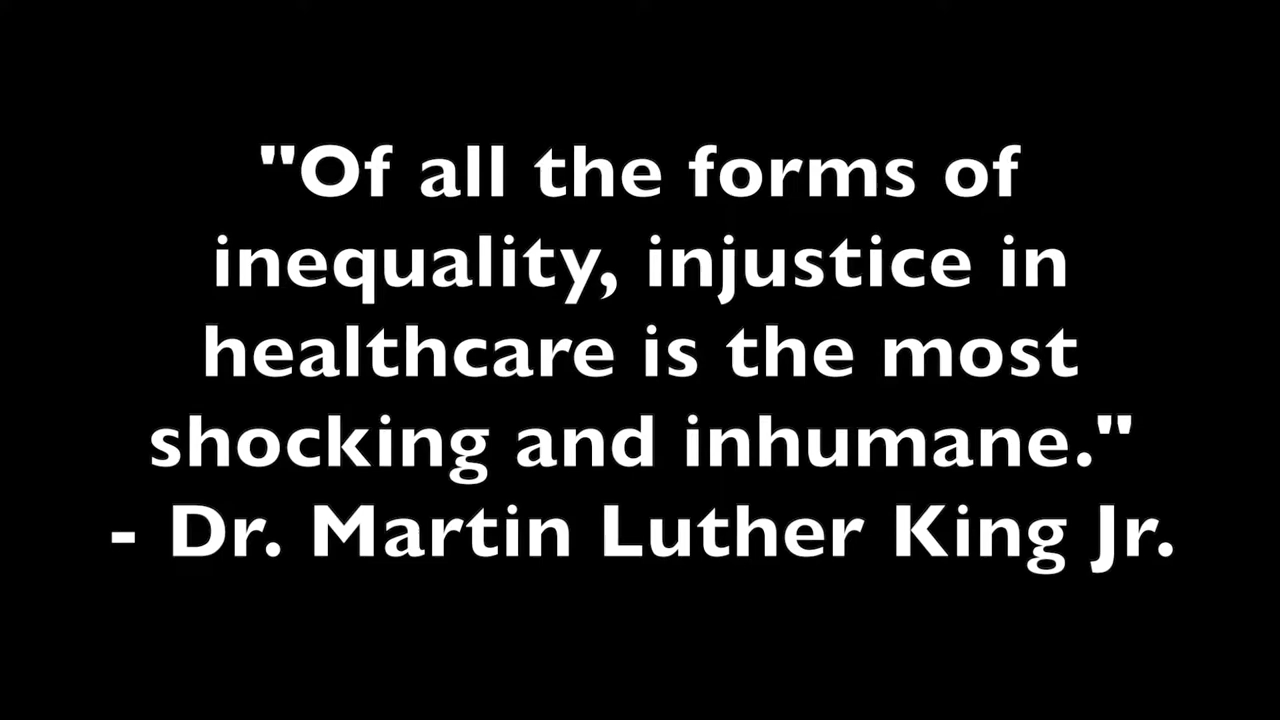 "Of all the forms of
inequality, injustice in
healthcare is the most
shocking and inhumane."
- Dr. Martin Luther King Jr.